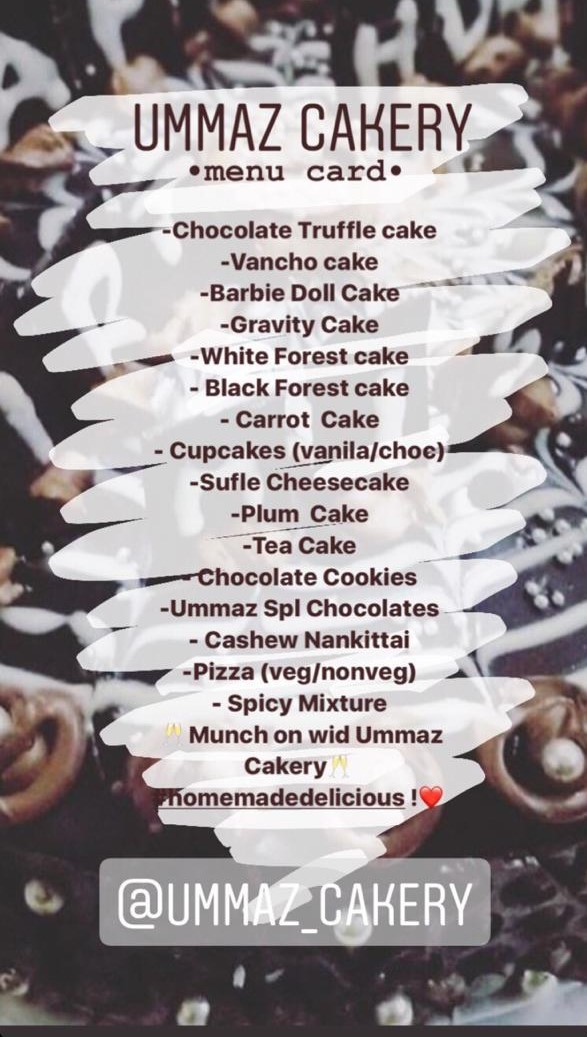 UMMAZ CAKERY
•menu card•
-Chocolate Truffle cake
-Vancho cake
-Barbie Doll Cake
-Gravity Cake
-White Forest cake
- Black Forest cake
- Carrot Cake
- Cupcakes (vanila/choc)
-Sufle Cheesecake
-Plum Cake
-Tea Cake
- Chocolate Cookies
-Ummaz Spl Chocolates
- Cashew Nankittai
-Pizza (veg/nonveg)
- Spicy Mixture
🥂 Munch on wid Ummaz
Cakery🥂
#homemadedelicious !❤️
@UMMAZ_CAKERY